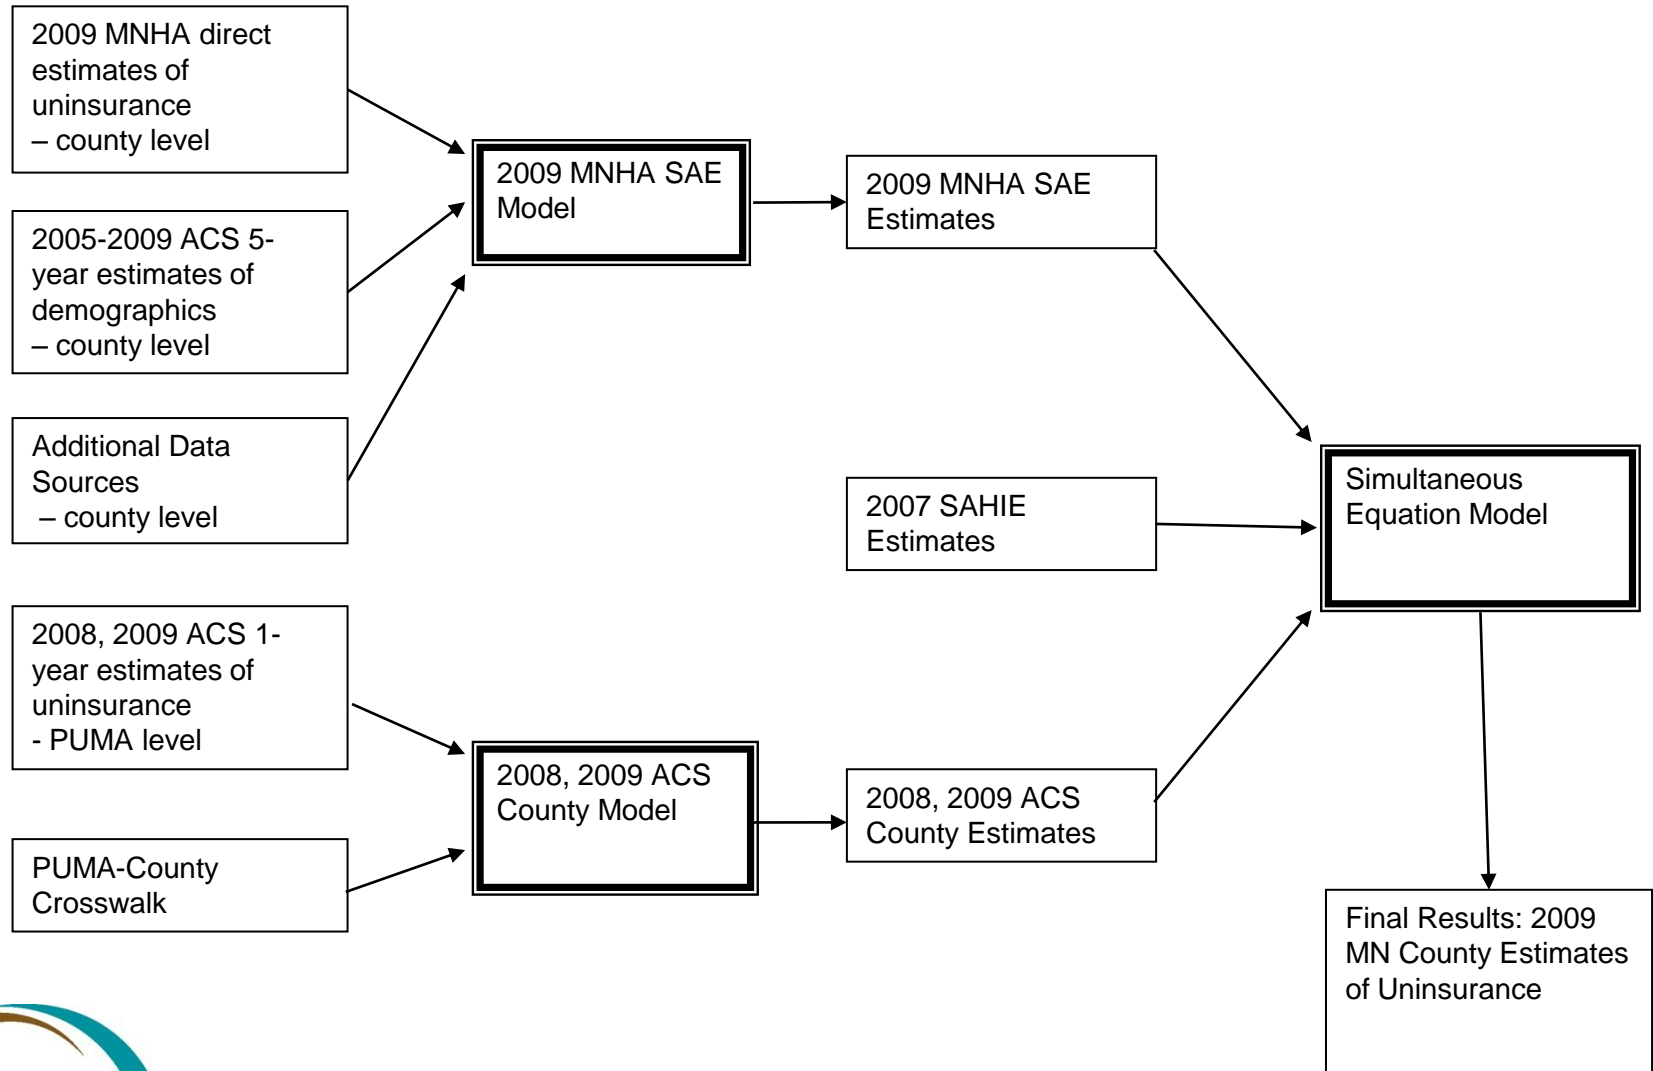 2009 MNHA direct
estimates of
uninsurance
– county level
2005-2009 ACS 5-
year estimates of
demographics
– county level
Additional Data
Sources
– county level
2008, 2009 ACS 1-
year estimates of
uninsurance
- PUMA level
PUMA-County
Crosswalk
2009 MNHA SAE
Model
2008, 2009 ACS
County Model
2009 MNHA SAE
Estimates
2007 SAHIE
Estimates
2008, 2009 ACS
County Estimates
Simultaneous
Equation Model
Final Results: 2009
MN County Estimates
of Uninsurance